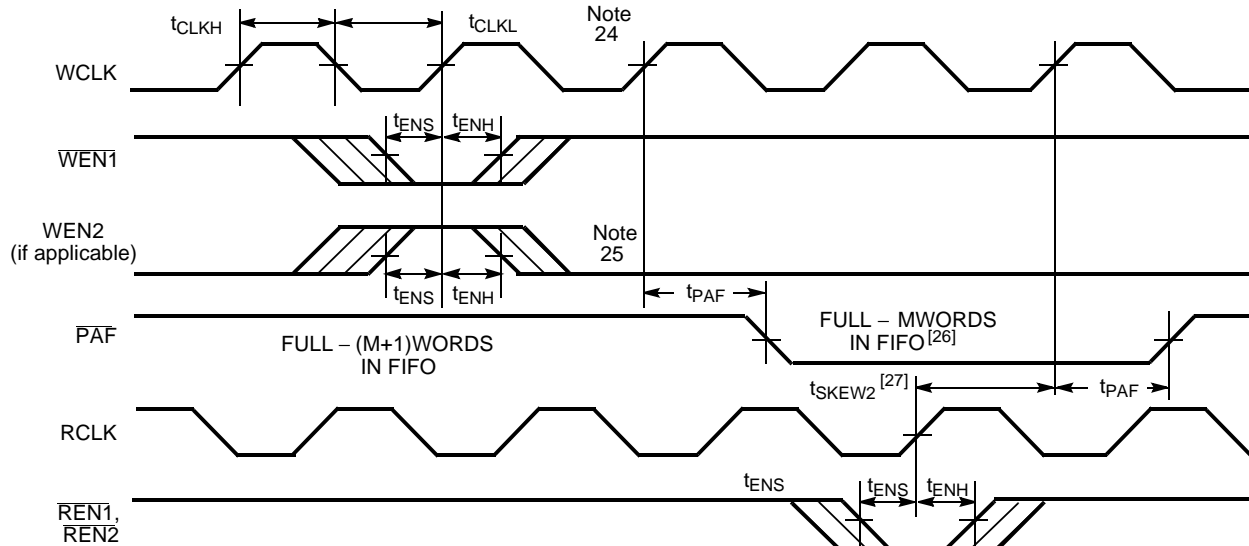 tCLKH
tCLKL
Note
24
WCLK
tENS
tENH
WEN1
WEN2
(if applicable)
Note
25
tENS
tENH
tPAF
PAF
FULL – (M+1)WORDS
IN FIFO
FULL – MWORDS
IN FIFO[26]
tSKEW2[27]
tPAF
RCLK
tENS
tENS
tENH
REN1,
REN2